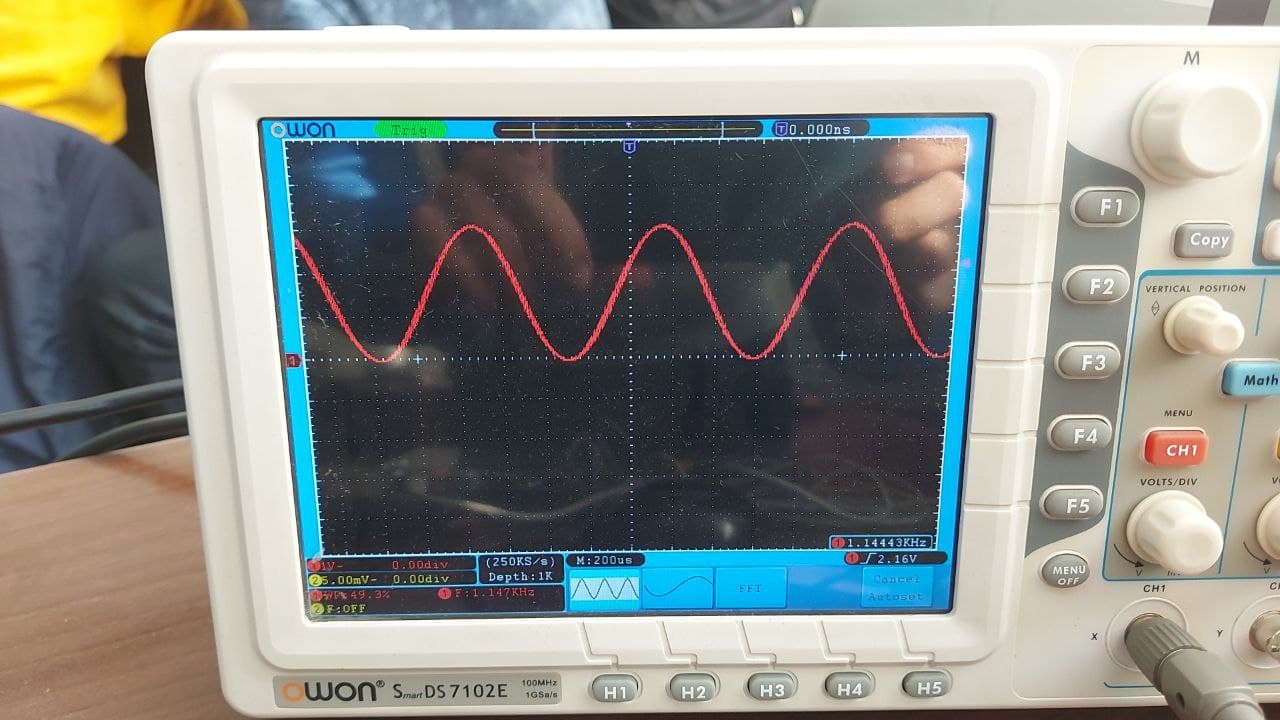 OWON Trig T 0.000ns
T
1
1 1.14443KHz
1 1V- 0.00div
2 5.00mV- 0.00div
(250KS/s)
Depth:1K
M:200us
1 2.16V
49.3% 1 F:1.147KHz
2 F:OFF
FFT
Cancel
Autoset
OWON® Smart DS7102E 100MHz
1GSa/s
H1 H2 H3 H4 H5
M
F1
F2
F3
F4
F5
MENU
OFF
Copy
VERTICAL POSITION
Math
MENU
CH1
VOLTS/DIV
V
CH1
X
Y